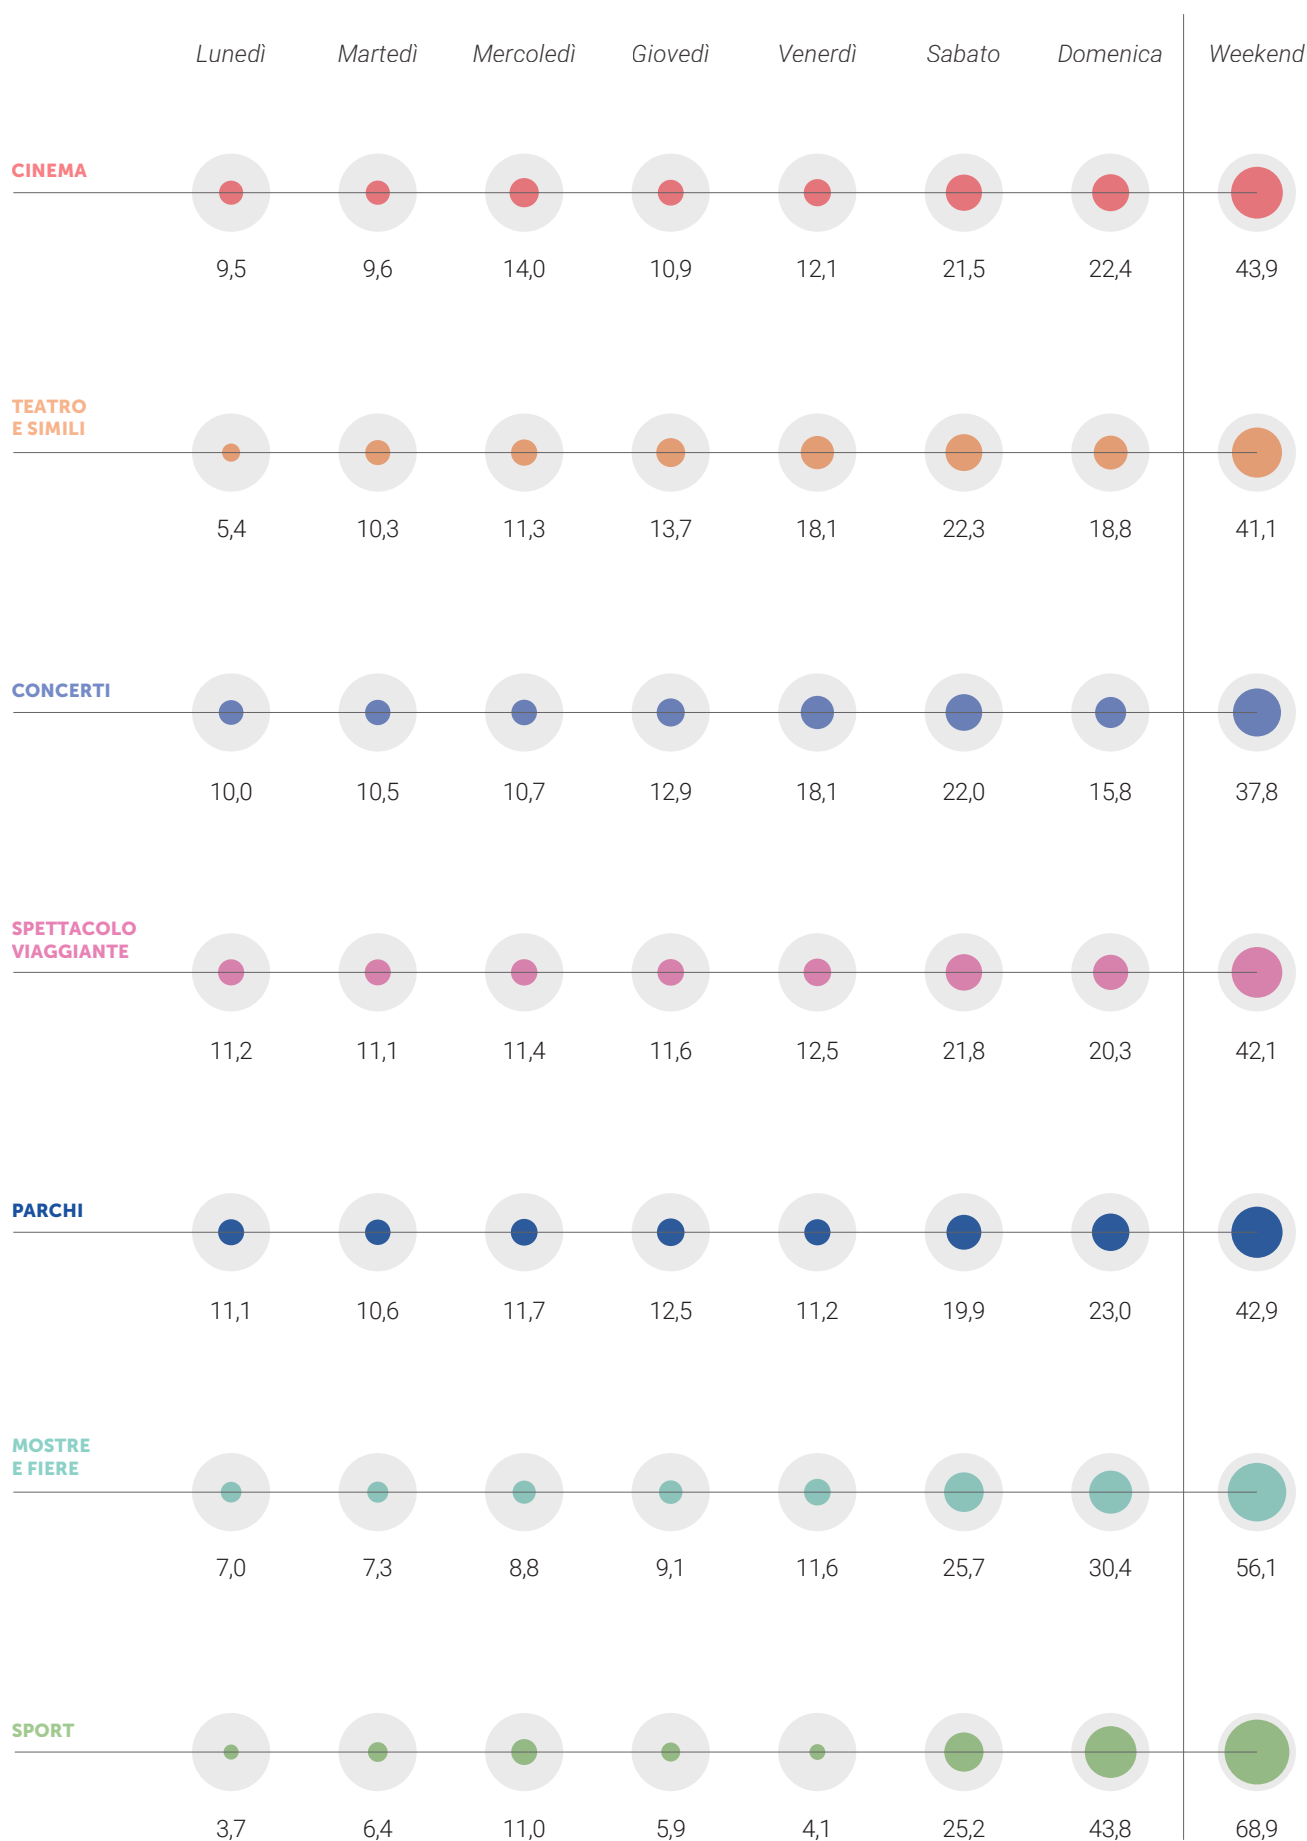 Lunedì Martedì Mercoledì Giovedì Venerdì Sabato Domenica Weekend
CINEMA
9,5 9,6 14,0 10,9 12,1 21,5 22,4 43,9
TEATRO
E SIMILI
5,4 10,3 11,3 13,7 18,1 22,3 18,8 41,1
CONCERTI
10,0 10,5 10,7 12,9 18,1 22,0 15,8 37,8
SPETTACOLO
VIAGGIANTE
11,2 11,1 11,4 11,6 12,5 21,8 20,3 42,1
PARCHI
11,1 10,6 11,7 12,5 11,2 19,9 23,0 42,9
MOSTRE
E FIERE
7,0 7,3 8,8 9,1 11,6 25,7 30,4 56,1
SPORT
3,7 6,4 11,0 5,9 4,1 25,2 43,8 68,9